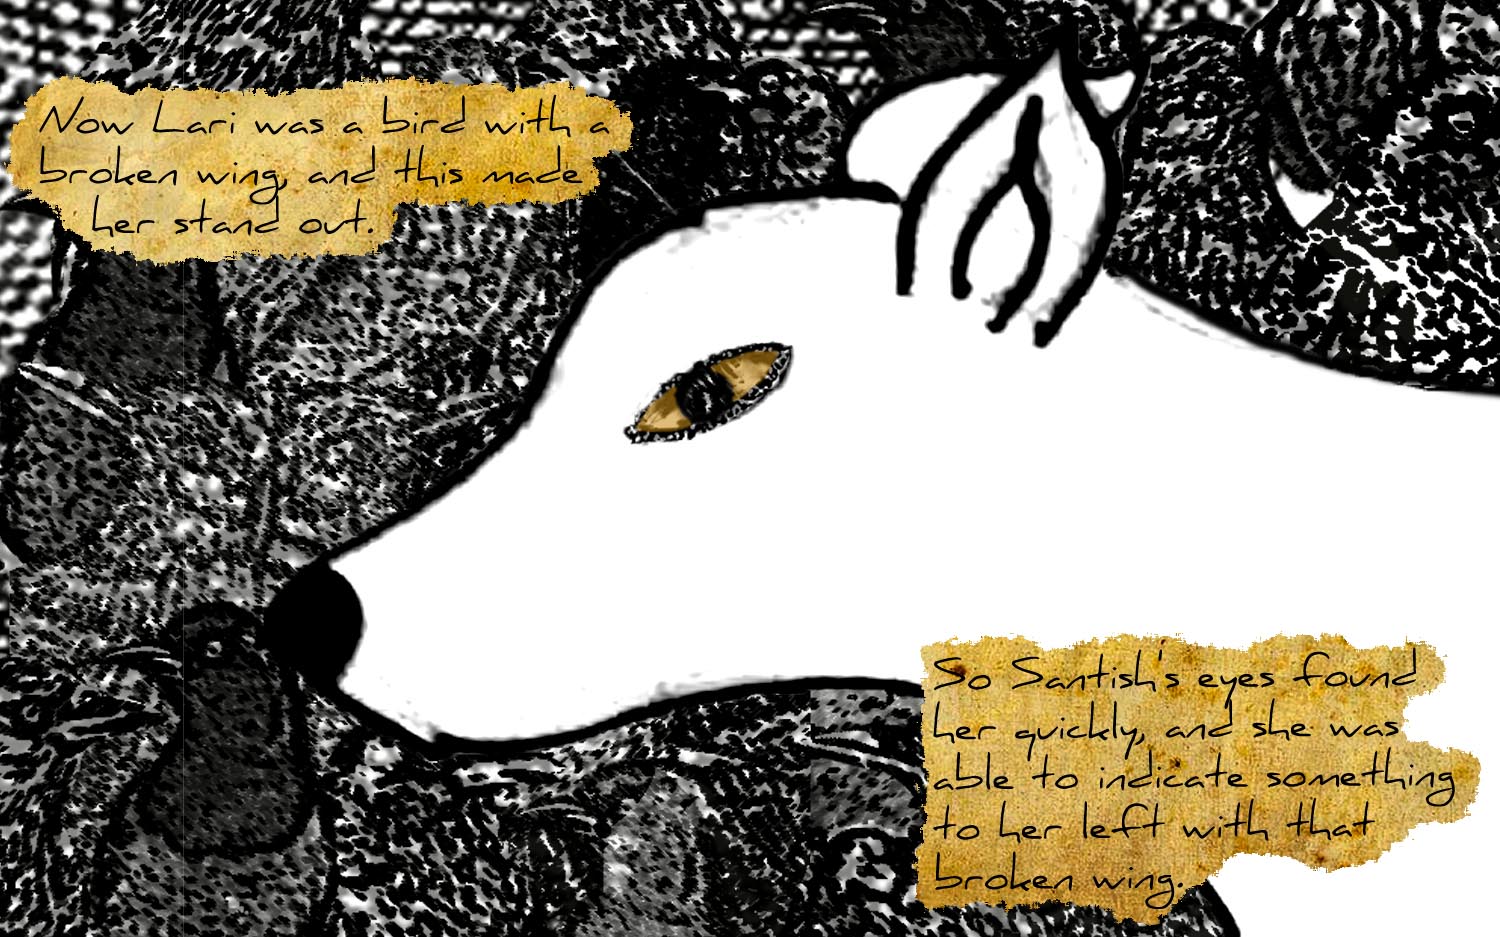 Now Lari was a bird with a
broken wing, and this made
her stand out.
So Santish's eyes found
her quickly, and she was
able to indicate something
to her left with that
broken wing.